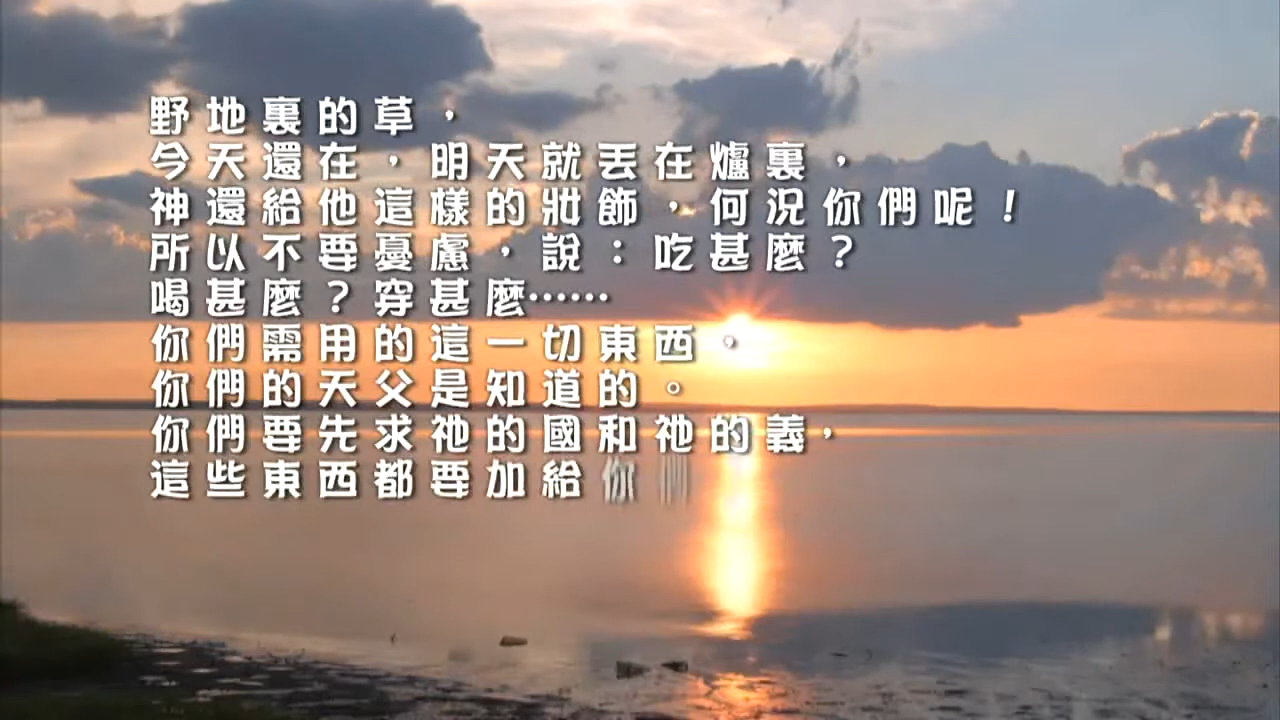 野地裏的草，
今天還在，明天就丟在爐裏，
神還給他這樣的妝飾，何況你們呢！
所以不要憂慮，說：吃甚麼？
喝甚麼？穿甚麼……
你們需用的這一切東西，
你們的天父是知道的。
你們要先求祂的國和祂的義，
這些東西都要加給你們